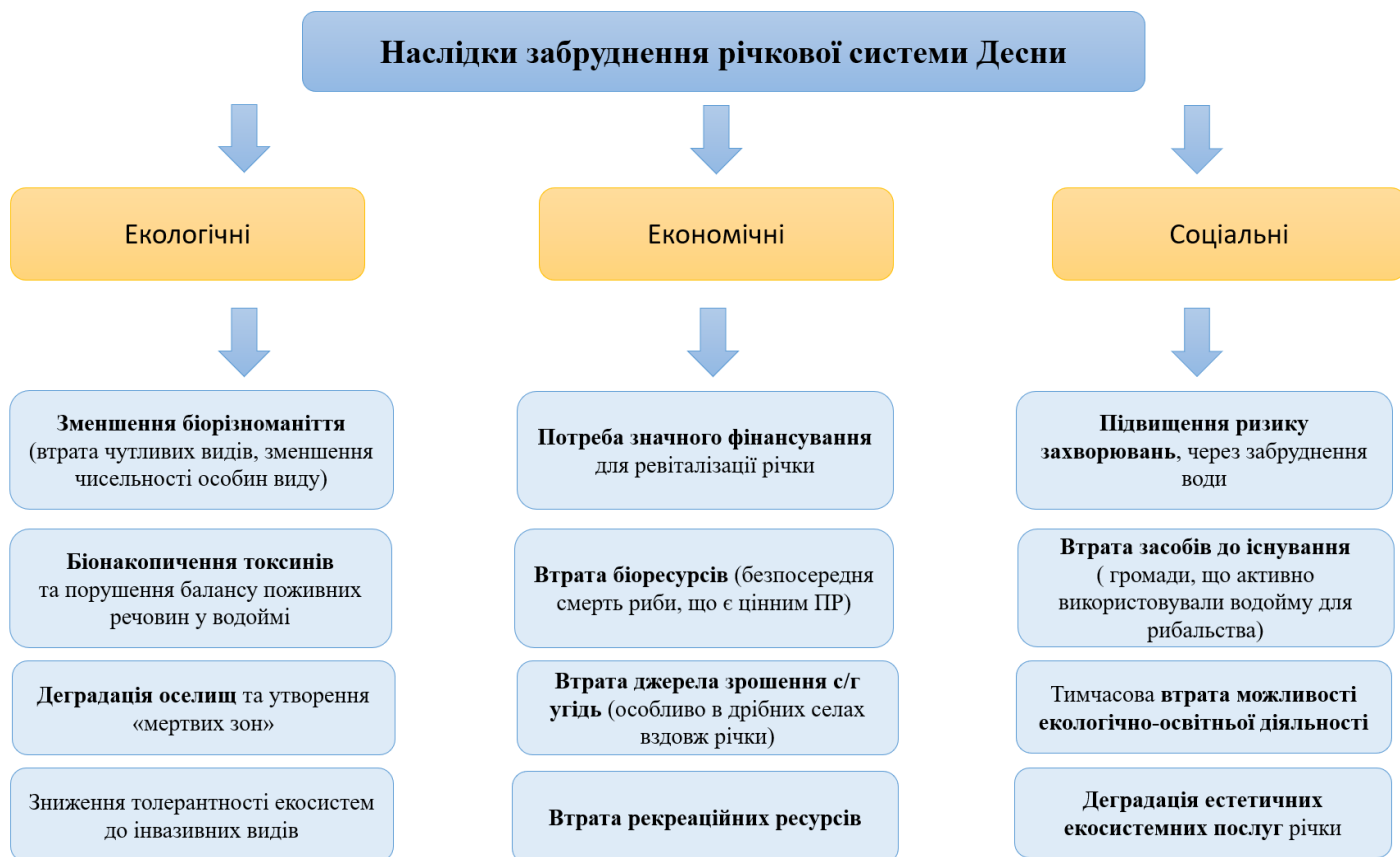 Наслідки забруднення річкової системи Десни
Екологічні
Економічні
Соціальні
Зменшення біорізноманіття
(втрата чутливих видів, зменшення
чисельності особин виду)
Біонакопичення токсинів
та порушення балансу поживних
речовин у водоймі
Деградація оселищ та утворення
«мертвих зон»
Зниження толерантності екосистем
до інвазивних видів
Потреба значного фінансування
для ревіталізації річки
Втрата біоресурсів (безпосередня
смерть риби, що є цінним ПР)
Втрата джерела зрошення с/г
угідь (особливо в дрібних селах
вздовж річки)
Втрата рекреаційних ресурсів
Підвищення ризику
захворювань, через забруднення
води
Втрата засобів до існування
( громади, що активно
використовували водойму для
рибальства)
Тимчасова втрата можливості
екологічно-освітньої діяльності
Деградація естетичних
екосистемних послуг річки